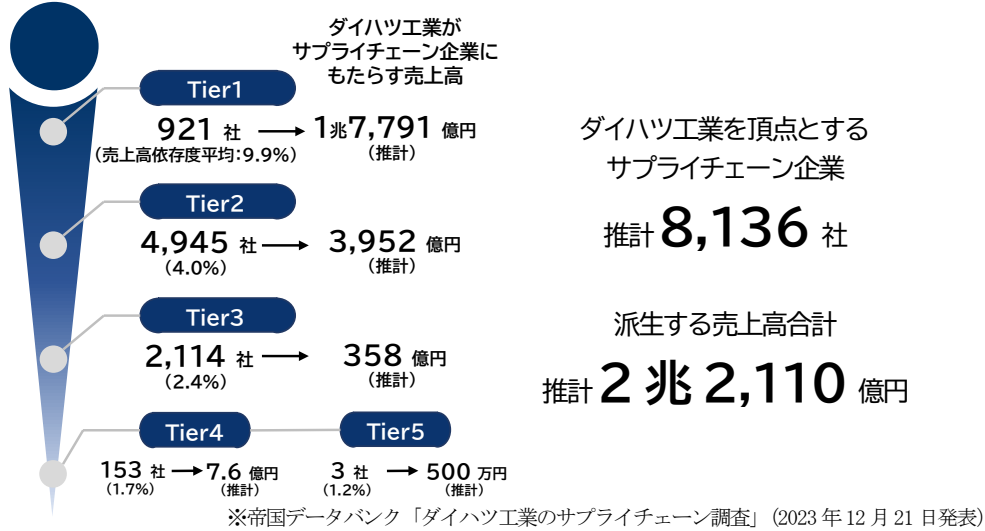 ダイハツ工業が
サプライチェーン企業に
もたらす売上高
Tier1
921 社 → 1兆7,791 億円
(売上高依存度平均:9.9%) (推計)
Tier2
4,945 社 → 3,952 億円
(4.0%) (推計)
Tier3
2,114 社 → 358 億円
(2.4%) (推計)
Tier4 Tier5
153 社 → 7.6 億円 3 社 → 500 万円
(1.7%) (推計) (1.2%) (推計)
ダイハツ工業を頂点とする
サプライチェーン企業
推計 8,136 社
派生する売上高合計
推計 2 兆 2,110 億円
※帝国データバンク「ダイハツ工業のサプライチェーン調査」(2023 年 12 月 21 日発表)